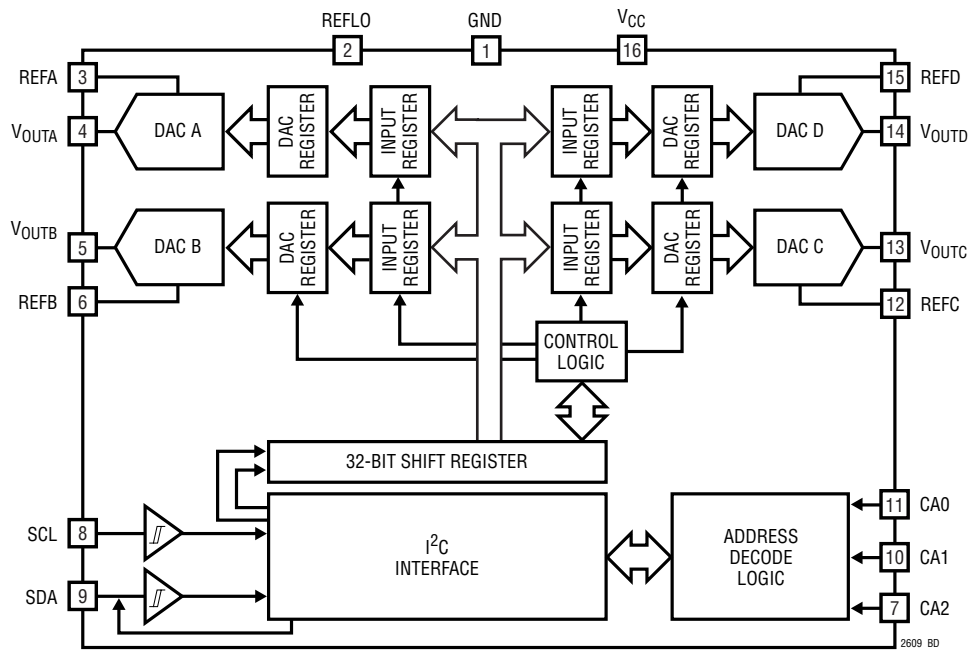 REFLO GND VCC
2 1 16
REFA 3 15 REFD
VOUTA 4 DAC A DAC REGISTER INPUT REGISTER INPUT REGISTER DAC REGISTER DAC D 14 VOUTD
VOUTB 5 DAC B DAC REGISTER INPUT REGISTER INPUT REGISTER DAC REGISTER DAC C 13 VOUTC
REFB 6 12 REFC
CONTROL
LOGIC
32-BIT SHIFT REGISTER
SCL 8
SDA 9
I²C
INTERFACE
ADDRESS
DECODE
LOGIC
11 CA0
10 CA1
7 CA2
2609 BD